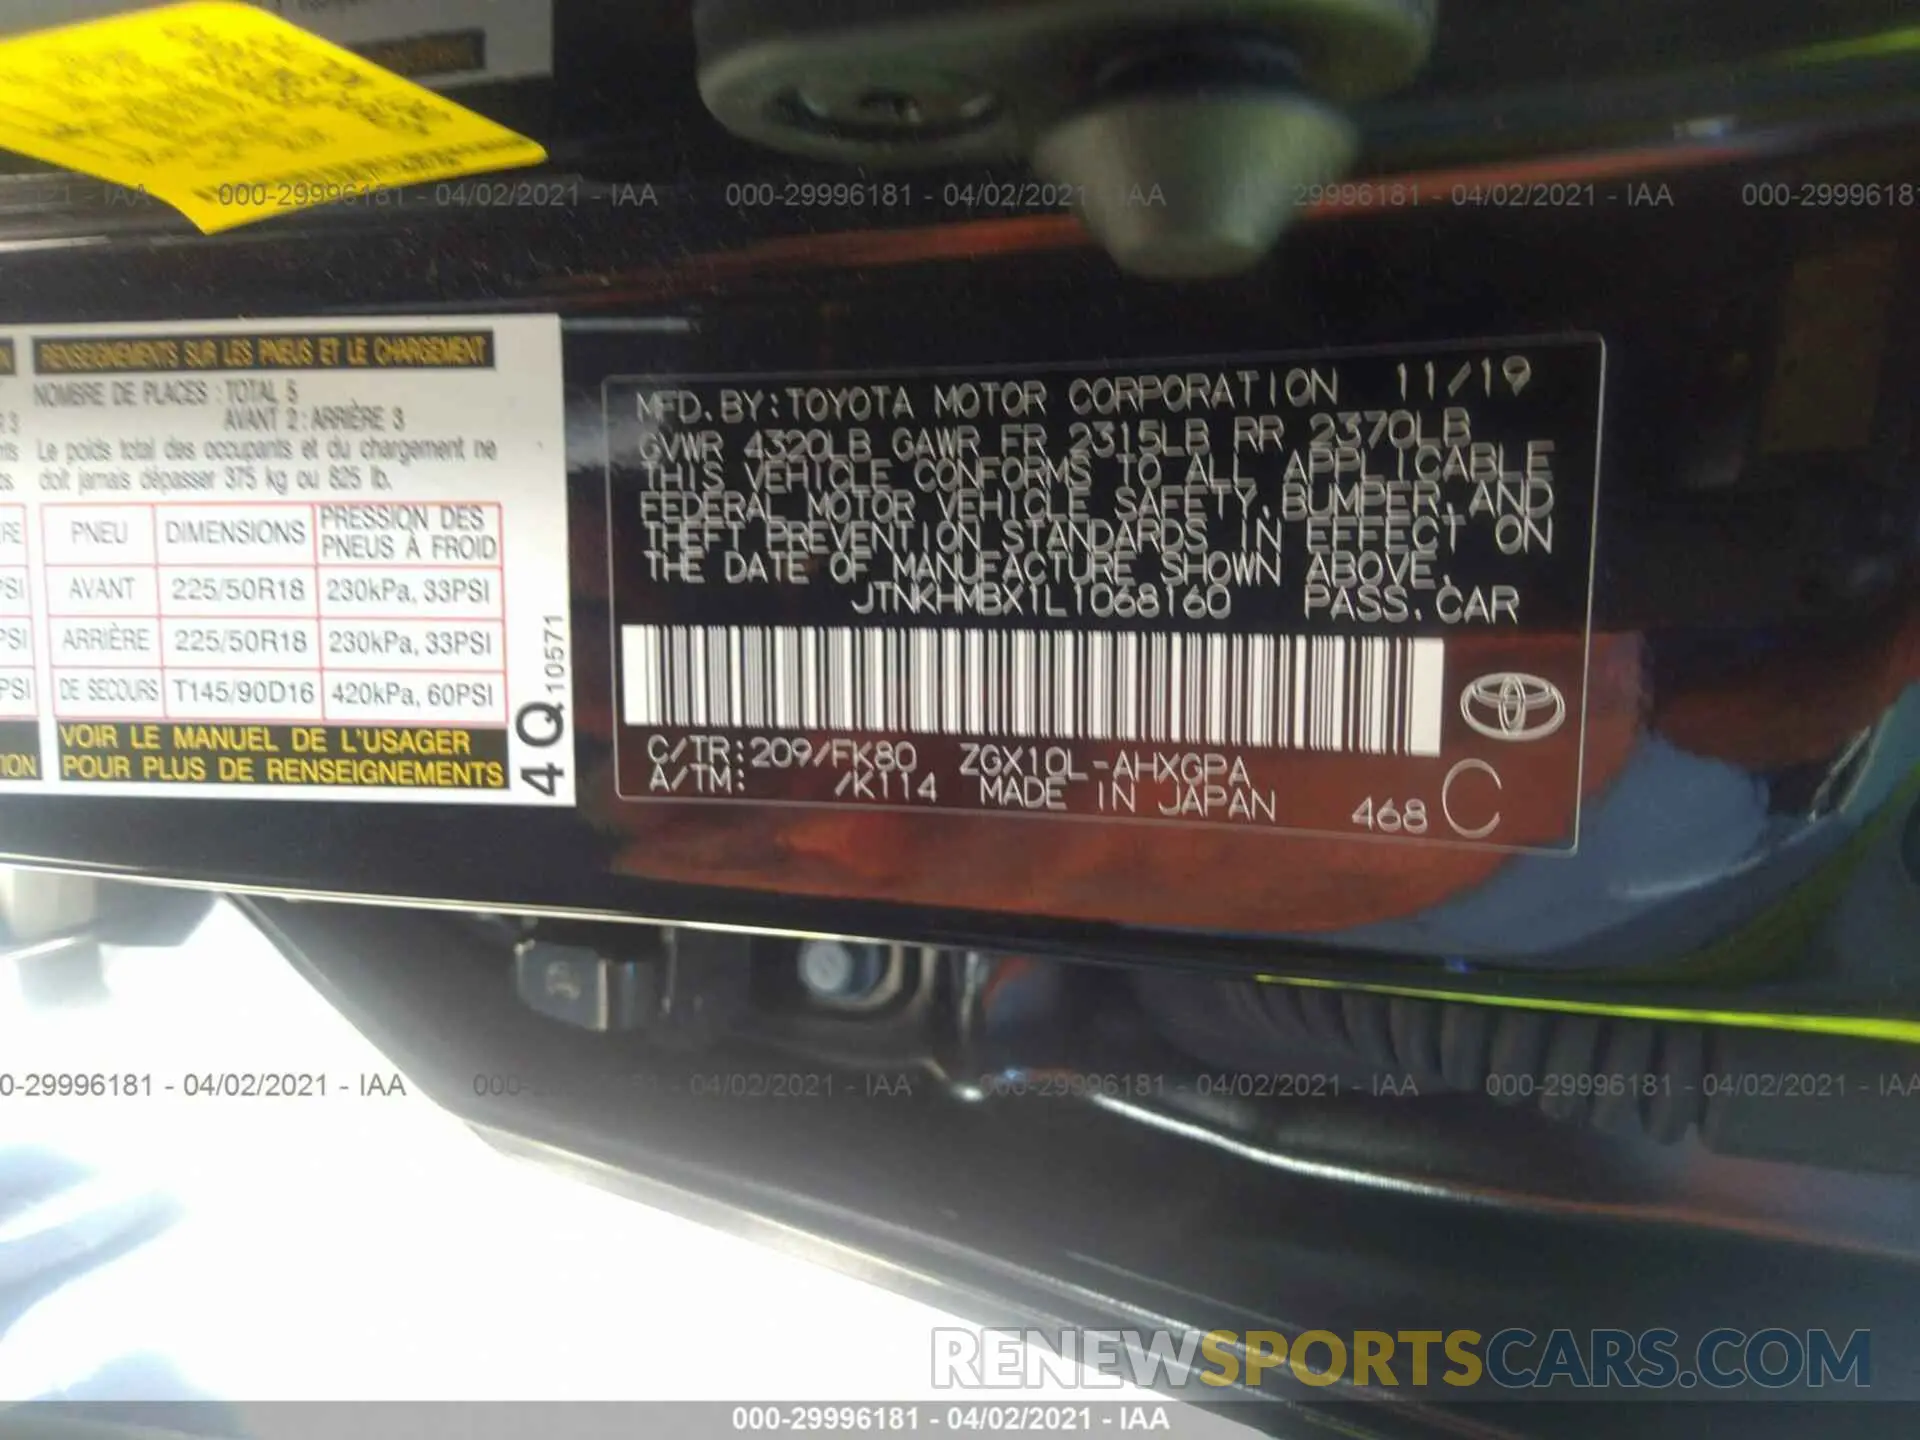 000-29996181 - 04/02/2021 - IAA
000-29996181 - 04/02/2021 - IAA
29996181 - 04/02/2021 - IAA
000-29996181
RENSEIGNEMENTS SUR LES PNEUS ET LE CHARGEMENT
NOMBRE DE PLACES : TOTAL 5
AVANT 2 : ARRIÈRE 3
Le poids total des occupants et du chargement ne
doit jamais dépasser 375 kg ou 825 lb.
PNEU DIMENSIONS PRESSION DES PNEUS À FROID
AVANT 225/50R18 230kPa, 33PSI
ARRIÈRE 225/50R18 230kPa, 33PSI
DE SECOURS T145/90D16 420kPa, 60PSI
VOIR LE MANUEL DE L'USAGER
POUR PLUS DE RENSEIGNEMENTS
4Q 10571
MFD. BY: TOYOTA MOTOR CORPORATION 11/19
GVWR 4320LB GAWR FR 2315LB RR 2370LB
THIS VEHICLE CONFORMS TO ALL APPLICABLE
FEDERAL MOTOR VEHICLE SAFETY, BUMPER, AND
THEFT PREVENTION STANDARDS IN EFFECT ON
THE DATE OF MANUFACTURE SHOWN ABOVE.
JTNKHMBX1L1068160 PASS. CAR
C/TR: 209/FK80 ZGX10L-AHXGPA
A/TM: /K114 MADE IN JAPAN 468 C
0-29996181 - 04/02/2021 - IAA
000-29996181 - 04/02/2021 - IAA
000-29996181 - 04/02/2021 - IAA
000-29996181 - 04/02/2021 - IAA
RENEWSPORTSCARS.COM
000-29996181 - 04/02/2021 - IAA